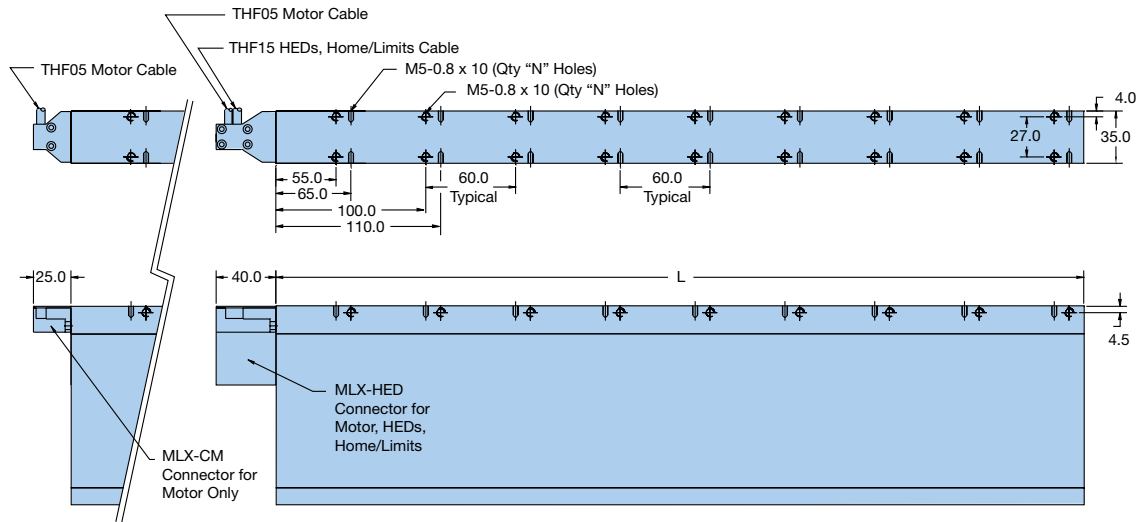 THF05 Motor Cable
THF15 HEDs, Home/Limits Cable
THF05 Motor Cable
M5-0.8 x 10 (Qty “N” Holes)
M5-0.8 x 10 (Qty “N” Holes)
4.0
27.0
35.0
55.0
65.0
100.0
110.0
60.0
Typical
60.0
Typical
25.0
40.0
L
4.5
MLX-HED
Connector for
Motor, HEDs,
Home/Limits
MLX-CM
Connector for
Motor Only